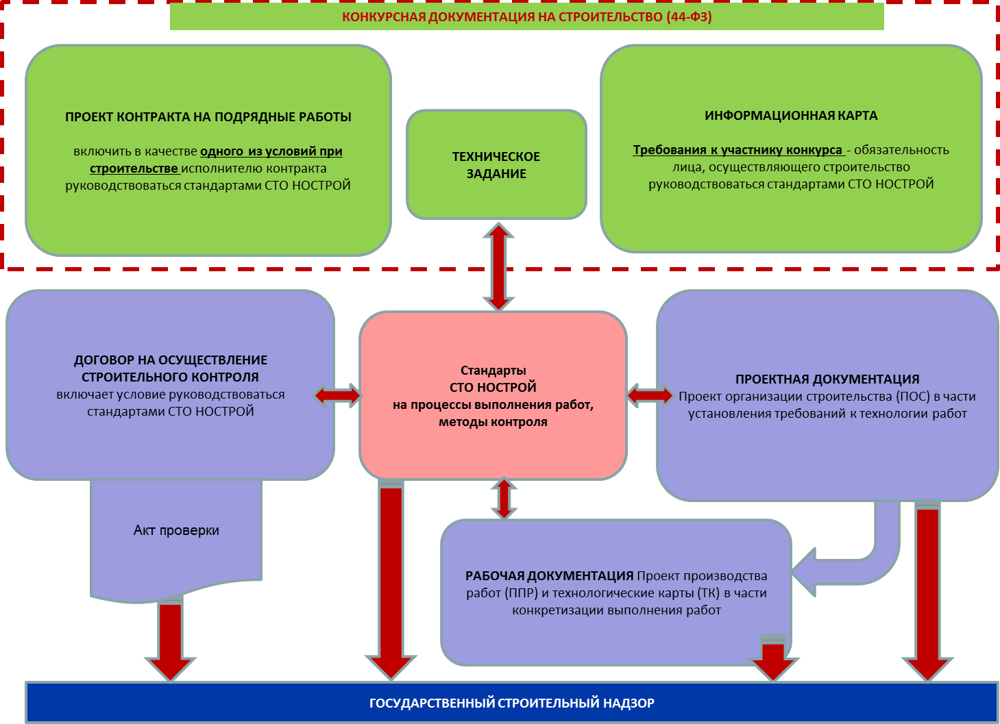 КОНКУРСНАЯ ДОКУМЕНТАЦИЯ НА СТРОИТЕЛЬСТВО (44-ФЗ)
ПРОЕКТ КОНТРАКТА НА ПОДРЯДНЫЕ РАБОТЫ
включить в качестве одного из условий при
строительстве исполнителю контракта
руководствоваться стандартами СТО НОСТРОЙ
ТЕХНИЧЕСКОЕ
ЗАДАНИЕ
ИНФОРМАЦИОННАЯ КАРТА
Требования к участнику конкурса - обязательность
лица, осуществляющего строительство
руководствоваться стандартами СТО НОСТРОЙ
ДОГОВОР НА ОСУЩЕСТВЛЕНИЕ
СТРОИТЕЛЬНОГО КОНТРОЛЯ
включает условие руководствоваться
стандартами СТО НОСТРОЙ
Стандарты
СТО НОСТРОЙ
на процессы выполнения работ,
методы контроля
ПРОЕКТНАЯ ДОКУМЕНТАЦИЯ
Проект организации строительства (ПОС) в части
установления требований к технологии работ
Акт проверки
РАБОЧАЯ ДОКУМЕНТАЦИЯ Проект производства
работ (ППР) и технологические карты (ТК) в части
конкретизации выполнения работ
ГОСУДАРСТВЕННЫЙ СТРОИТЕЛЬНЫЙ НАДЗОР